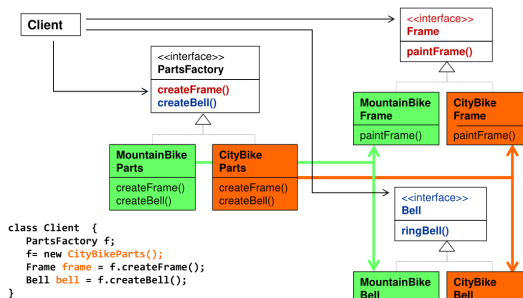 Client
<<interface>>
Frame
paintFrame()
<<interface>>
PartsFactory
createFrame()
createBell()
MountainBike
Frame
paintFrame()
CityBike
Frame
paintFrame()
MountainBike
Parts
createFrame()
createBell()
CityBike
Parts
createFrame()
createBell()
<<interface>>
Bell
ringBell()
class Client {
PartsFactory f;
f= new CityBikeParts();
Frame frame = f.createFrame();
Bell bell = f.createBell();
}
MountainBike
Bell
CityBike
Bell